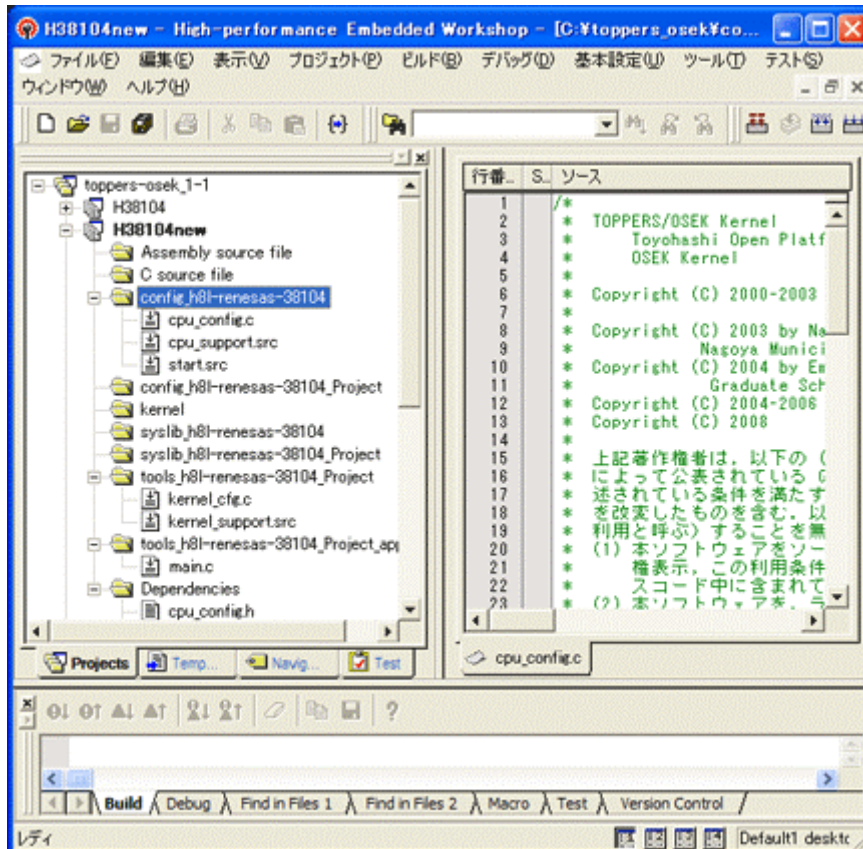 H38104new - High-performance Embedded Workshop - [C:¥toppers_osek¥co...
ファイル(F) 編集(E) 表示(V) プロジェクト(P) ビルド(B) デバッグ(D) 基本設定(U) ツール(T) テスト(S)
ウィンドウ(W) ヘルプ(H)
toppers-osek_1-1
H38104
H38104new
Assembly source file
C source file
config_h8l-renesas-38104
cpu_config.c
cpu_support.src
start.src
config_h8l-renesas-38104_Project
kernel
syslib_h8l-renesas-38104
syslib_h8l-renesas-38104_Project
tools_h8l-renesas-38104_Project
kernel_cfg.c
kernel_support.src
tools_h8l-renesas-38104_Project_app
main.c
Dependencies
cpu_config.h
Projects Temp... Navig... Test
行番... S... ソース
1 /*
2 * TOPPERS/OSEK Kernel
3 * Toyohashi Open Platf
4 * OSEK Kernel
5 *
6 * Copyright (C) 2000-2003
7 *
8 * Copyright (C) 2003 by Na
9 * Nagoya Munici
10 * Copyright (C) 2004 by Em
11 * Graduate Sch
12 * Copyright (C) 2004-2006
13 * Copyright (C) 2008
14 *
15 * 上記著作権者は，以下の (
16 * によって公表されている G
17 * 述されている条件を満たす
18 * を改変したものを含む．以
19 * 利用と呼ぶ）することを無
20 * (1) 本ソフトウェアをソー
21 * 権表示，この利用条件
22 * スコード中に含まれて
23 * (2) 本ソフトウェアを，ラ
cpu_config.c
Build Debug Find in Files 1 Find in Files 2 Macro Test Version Control
レディ Default1 deskto